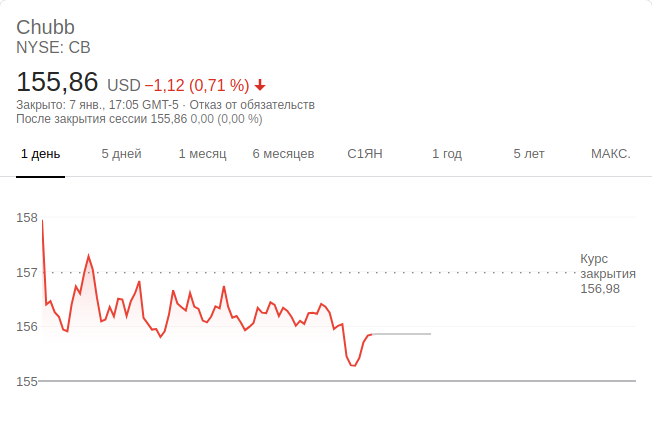 Chubb
NYSE: CB
155,86 USD −1,12 (0,71 %)
Закрыто: 7 янв., 17:05 GMT-5 · Отказ от обязательств
После закрытия сессии 155,86 0,00 (0,00 %)
1 день 5 дней 1 месяц 6 месяцев С1ЯН 1 год 5 лет МАКС.
158
157
156
155
Курс
закрытия
156,98